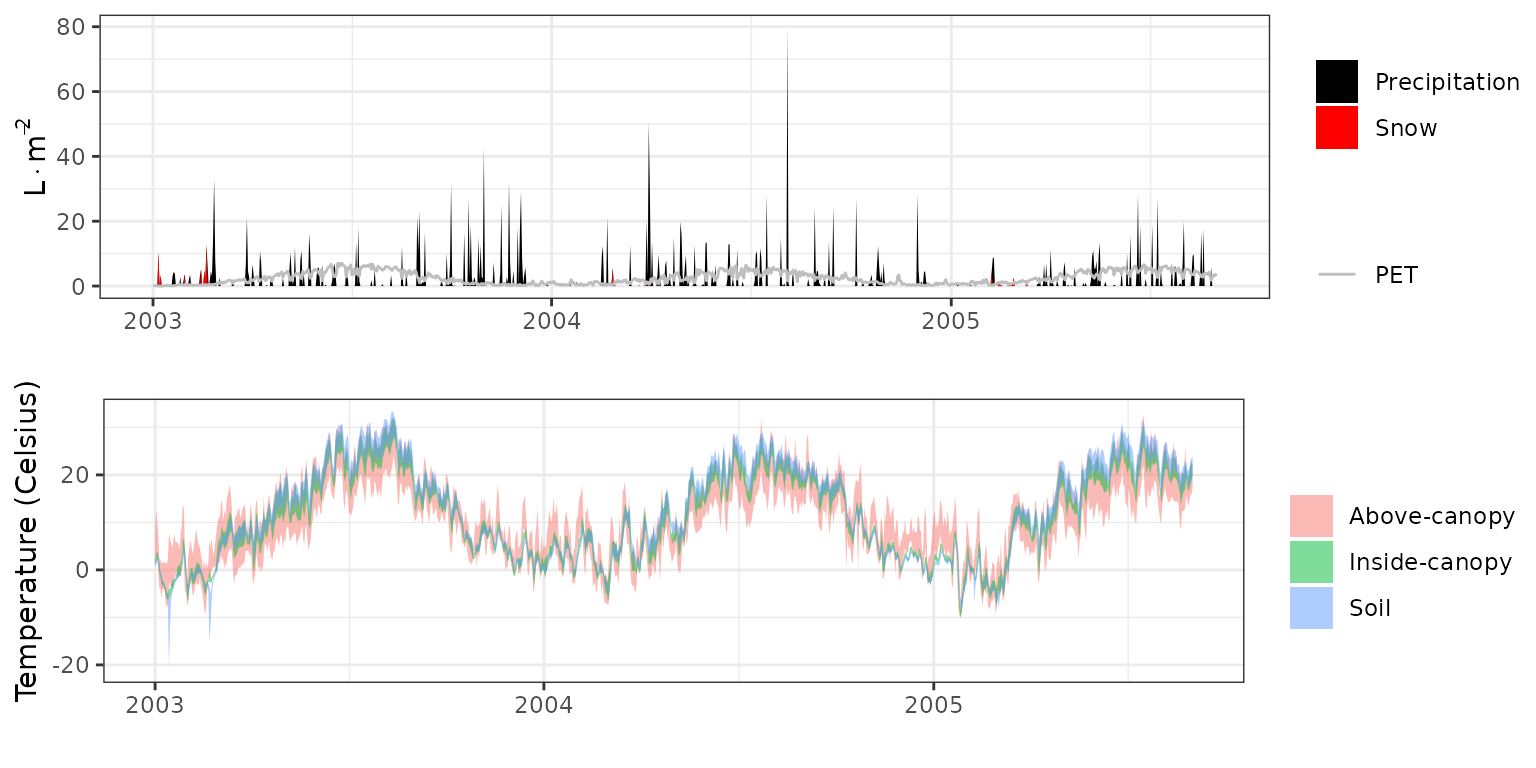 80
60
40
20
0
L · m⁻²
2003
2004
2005
Precipitation
Snow
PET
20
0
-20
Temperature (Celsius)
2003
2004
2005
Above-canopy
Inside-canopy
Soil